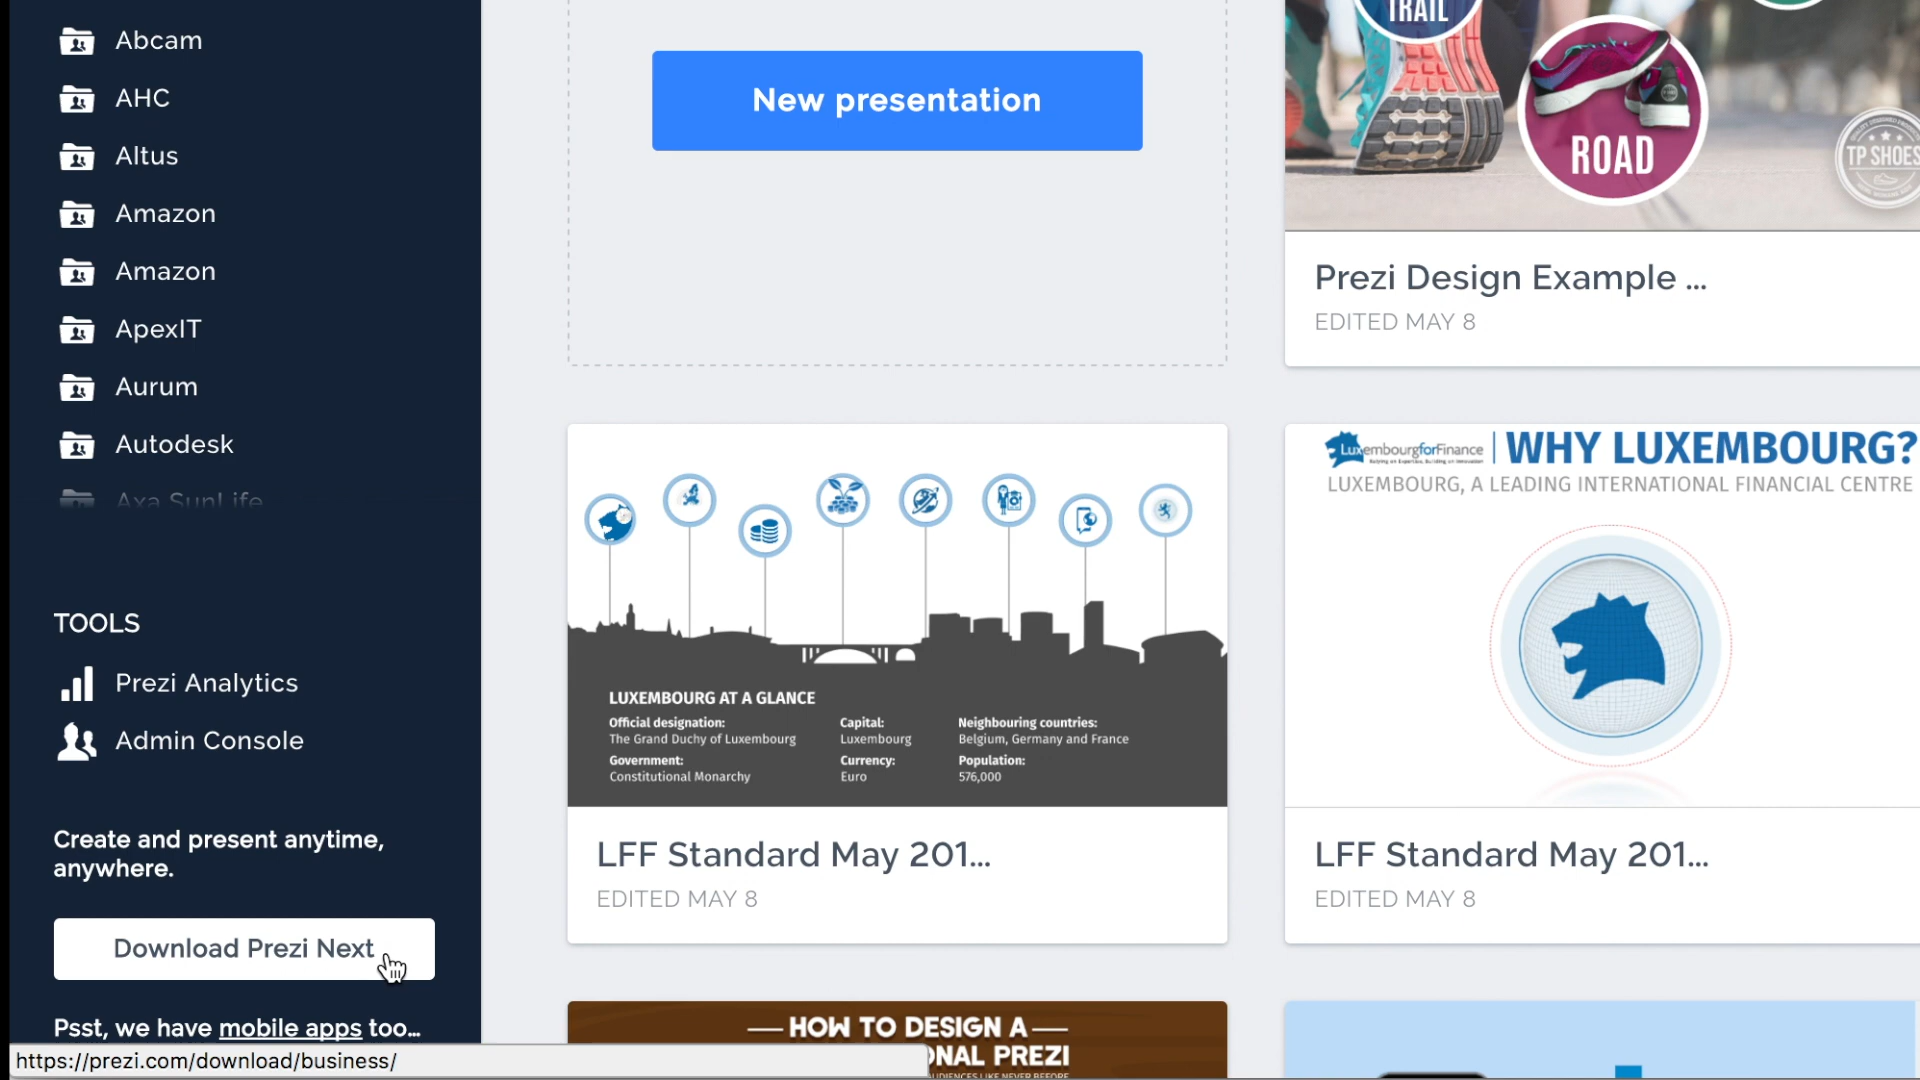 Abcam
AHC
Altus
Amazon
Amazon
ApexIT
Aurum
Autodesk
Axa SunLife
TOOLS
Prezi Analytics
Admin Console
Create and present anytime,
anywhere.
Download Prezi Next
Psst, we have mobile apps too...
https://prezi.com/download/business/
New presentation
TRAIL
ROAD
TP SHOES
Prezi Design Example ...
EDITED MAY 8
LUXEMBOURG AT A GLANCE
Official designation:
The Grand Duchy of Luxembourg
Government:
Constitutional Monarchy
Capital:
Luxembourg
Currency:
Euro
Neighbouring countries:
Belgium, Germany and France
Population:
576,000
LFF Standard May 201...
EDITED MAY 8
LuxembourgforFinance
WHY LUXEMBOURG?
LUXEMBOURG, A LEADING INTERNATIONAL FINANCIAL CENTRE
LFF Standard May 201...
EDITED MAY 8
HOW TO DESIGN A
ONAL PREZI